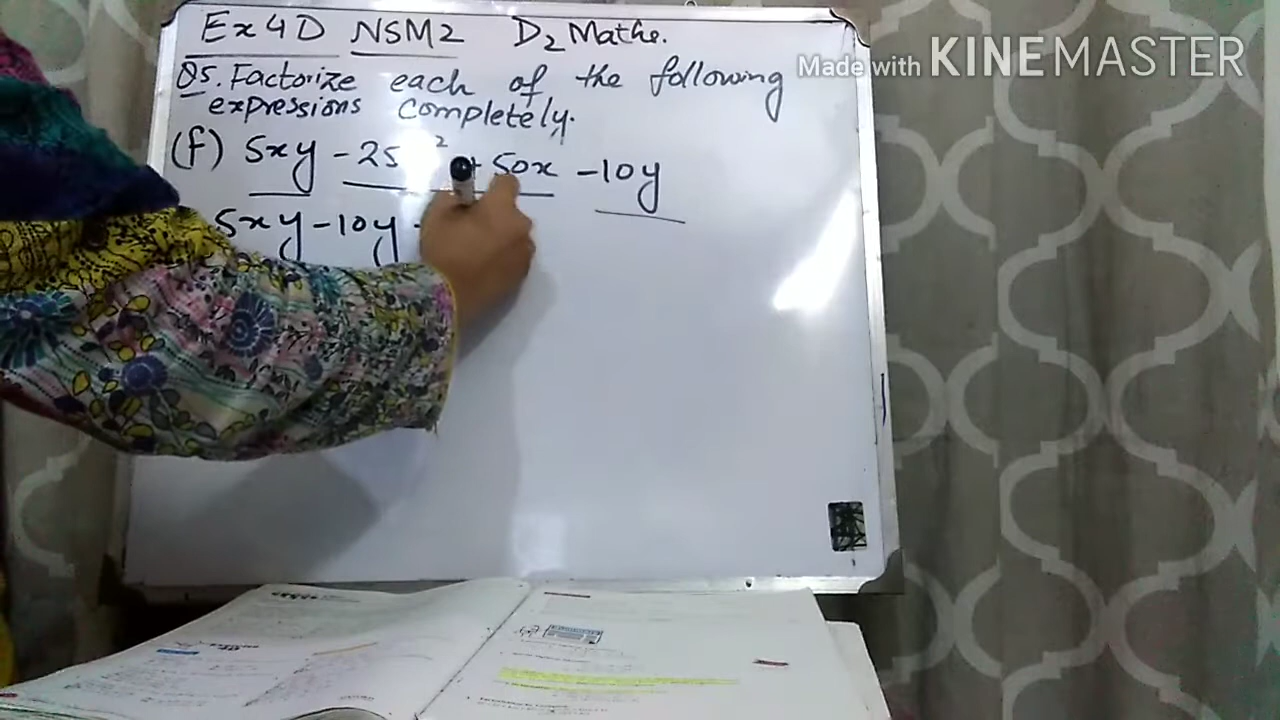 Ex 4D NSM2 D2 Maths.
Made with KINEMASTER
Q5. Factorize each of the following
expressions completely.
(f) 5xy - 25 ² + 50x - 10y
5xy - 10y